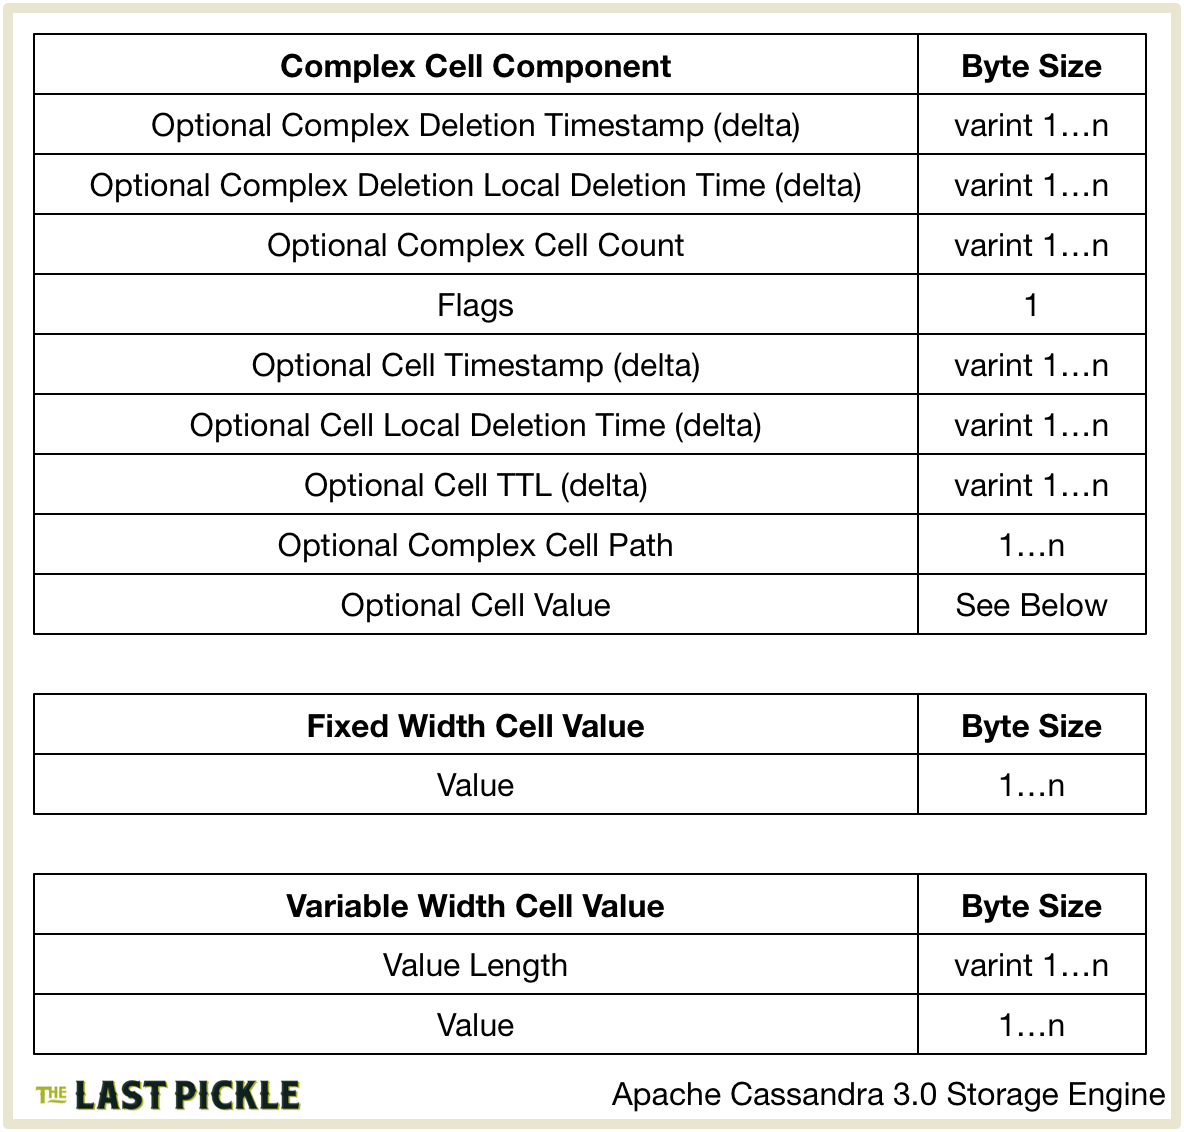 Complex Cell Component Byte Size
Optional Complex Deletion Timestamp (delta) varint 1…n
Optional Complex Deletion Local Deletion Time (delta) varint 1…n
Optional Complex Cell Count varint 1…n
Flags 1
Optional Cell Timestamp (delta) varint 1…n
Optional Cell Local Deletion Time (delta) varint 1…n
Optional Cell TTL (delta) varint 1…n
Optional Complex Cell Path 1…n
Optional Cell Value See Below
Fixed Width Cell Value Byte Size
Value 1…n
Variable Width Cell Value Byte Size
Value Length varint 1…n
Value 1…n
THE LAST PICKLE Apache Cassandra 3.0 Storage Engine